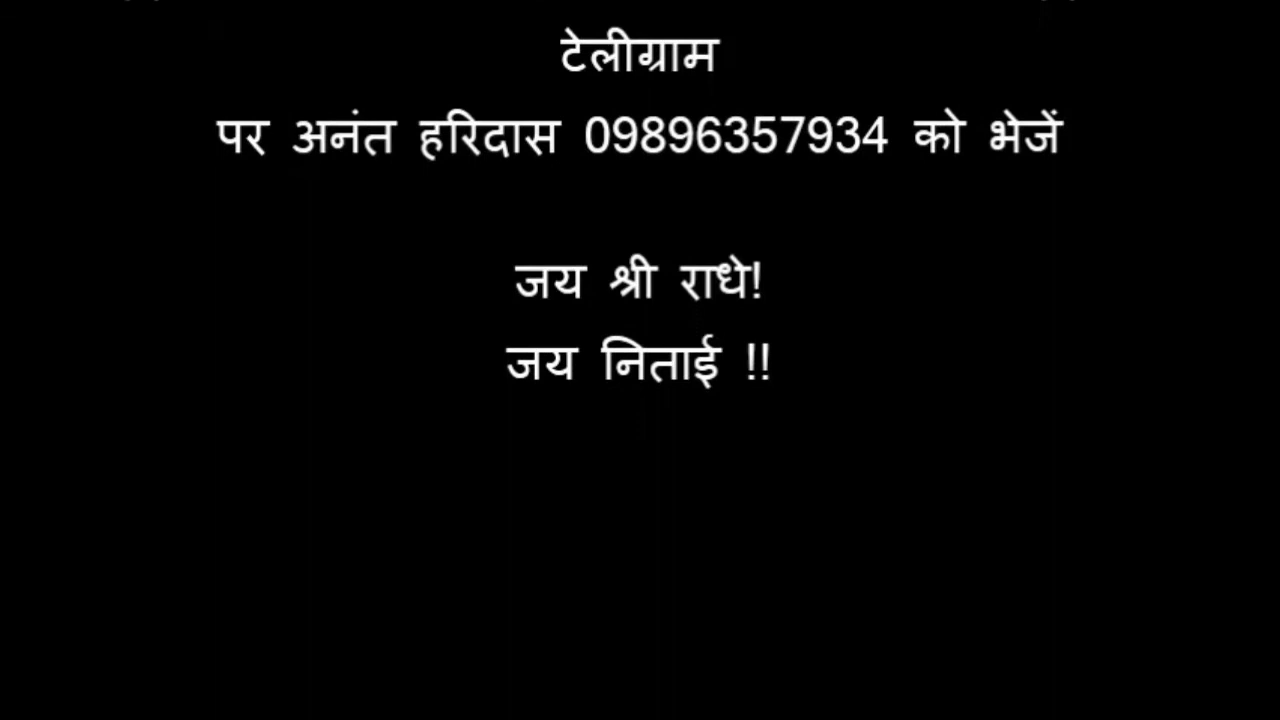 टेलीग्राम
पर अनंत हरिदास 09896357934 को भेजें
जय श्री राधे!
जय निताई !!